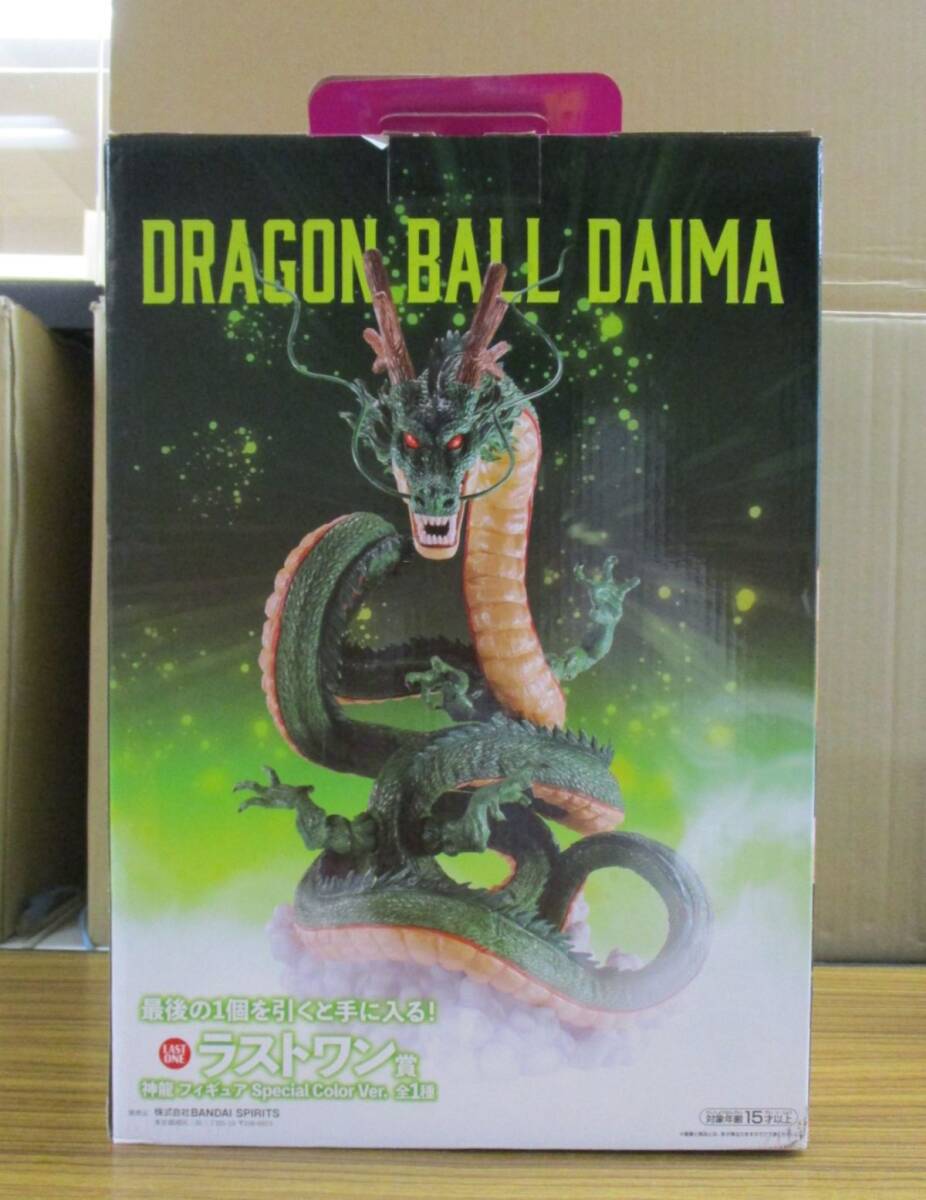 DRAGON BALL DAIMA
最後の1個を引くと手に入る!
LAST ONE ラストワン賞
神龍 フィギュア Special Color Ver. 全1種
株式会社BANDAI SPIRITS
対象年齢 15才以上